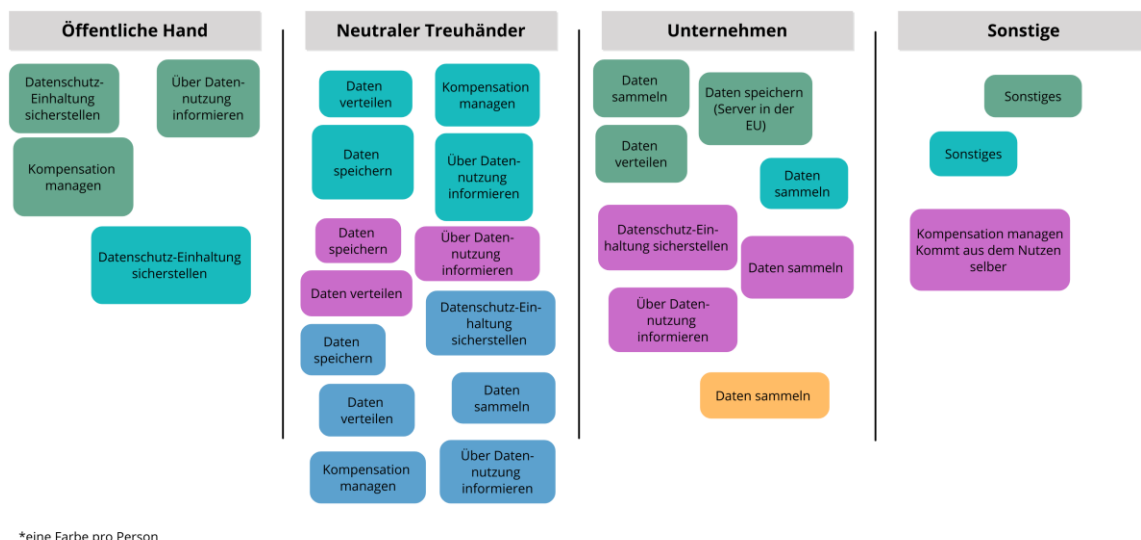 Öffentliche Hand
Datenschutz-
Einhaltung
sicherstellen
Über Daten-
nutzung
informieren
Kompensation
managen
Datenschutz-Einhaltung
sicherstellen
Neutraler Treuhänder
Daten
verteilen
Kompensation
managen
Daten
speichern
Über Daten-
nutzung
informieren
Daten
speichern
Über Daten-
nutzung
informieren
Daten verteilen
Datenschutz-Ein-
haltung
sicherstellen
Daten
speichern
Daten
sammeln
Daten
verteilen
Kompensation
managen
Über Daten-
nutzung
informieren
Unternehmen
Daten
sammeln
Daten speichern
(Server in der
EU)
Daten
verteilen
Daten
sammeln
Datenschutz-Ein-
haltung sicherstellen
Daten sammeln
Über Daten-
nutzung
informieren
Daten sammeln
Sonstige
Sonstiges
Sonstiges
Kompensation managen
Kommt aus dem Nutzen
selber
*eine Farbe pro Person